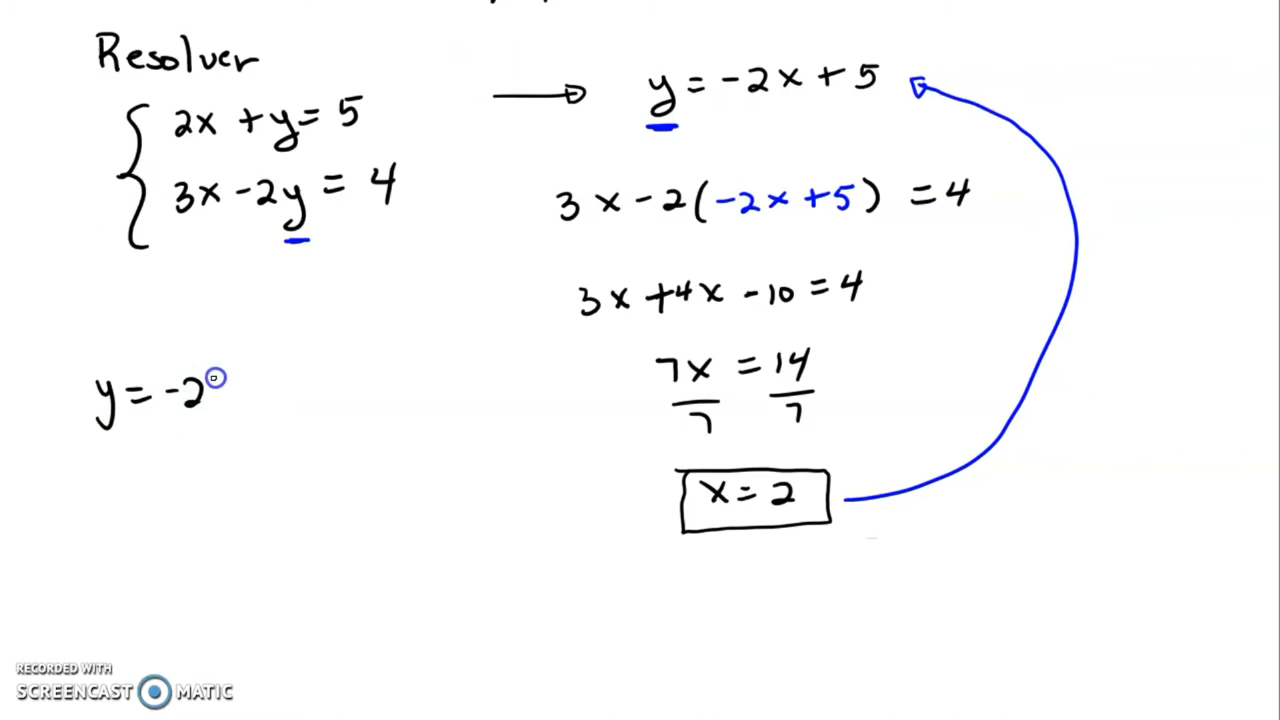 Resolver
2x + y = 5
3x - 2y = 4
y = -2
y = -2x + 5
3x - 2(-2x + 5) = 4
3x + 4x - 10 = 4
7x = 14
7 7
x = 2
RECORDED WITH
SCREENCAST MATIC